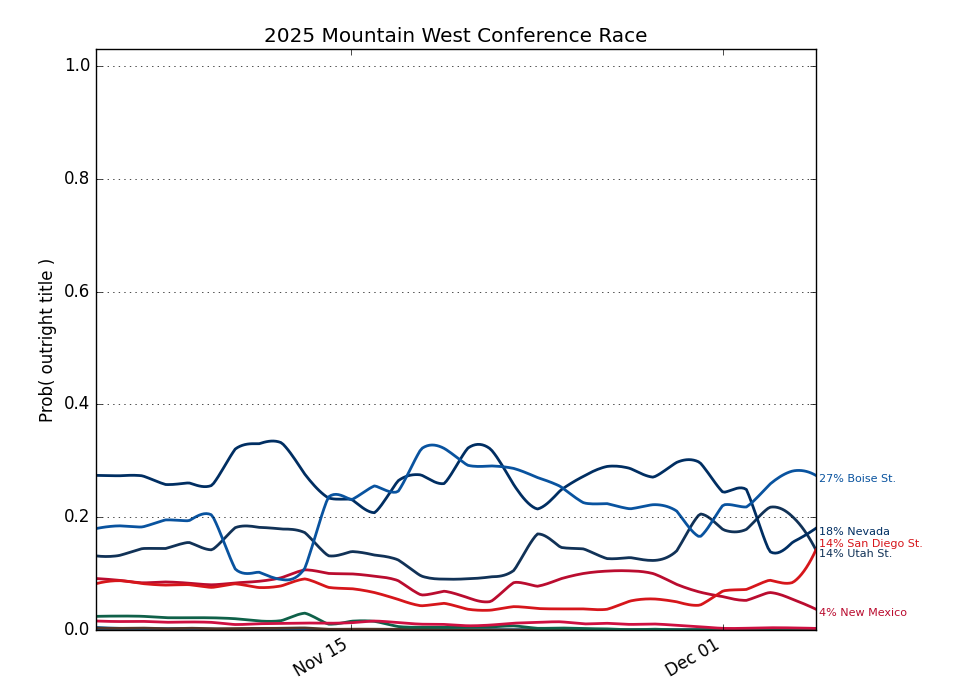 2025 Mountain West Conference Race
1.0
0.8
0.6
0.4
0.2
0.0
Prob( outright title )
27% Boise St.
18% Nevada
14% San Diego St.
14% Utah St.
4% New Mexico
Nov 15
Dec 01